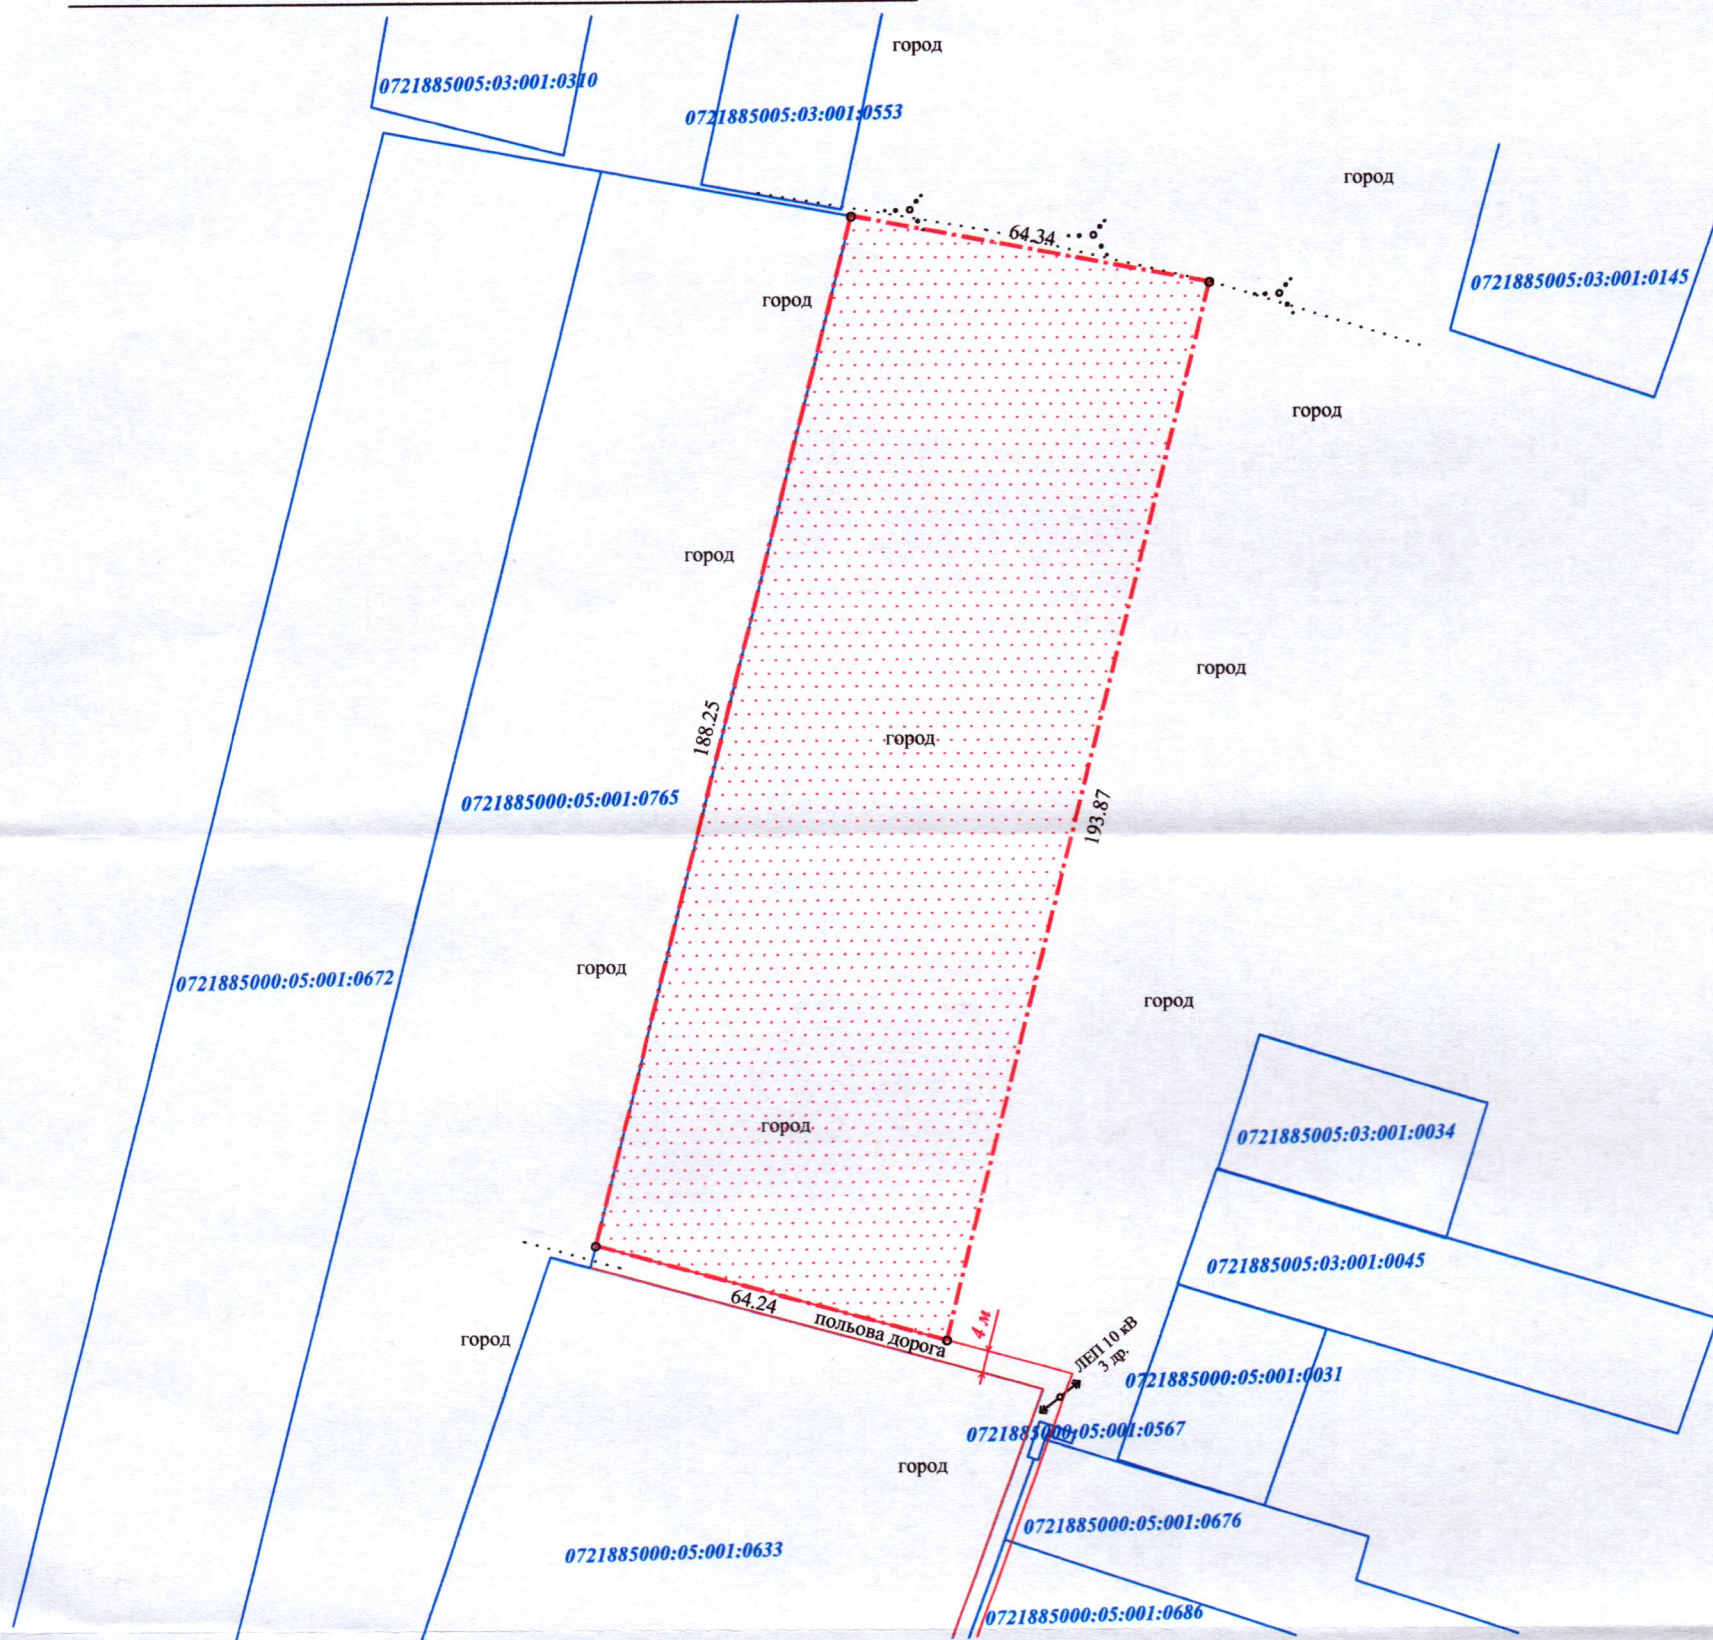 город
0721885005:03:001:0310
0721885005:03:001:0553
город
64.34
0721885005:03:001:0145
город
город
город
город
188.25
город
193.87
0721885000:05:001:0765
город
0721885000:05:001:0672
город
город
0721885005:03:001:0034
0721885005:03:001:0045
64.24
польова дорога
4 м
город
ЛЕП 10 кВ
3 др.
0721885000:05:001:0031
0721885000:05:001:0567
город
0721885000:05:001:0676
0721885000:05:001:0633
0721885000:05:001:0686